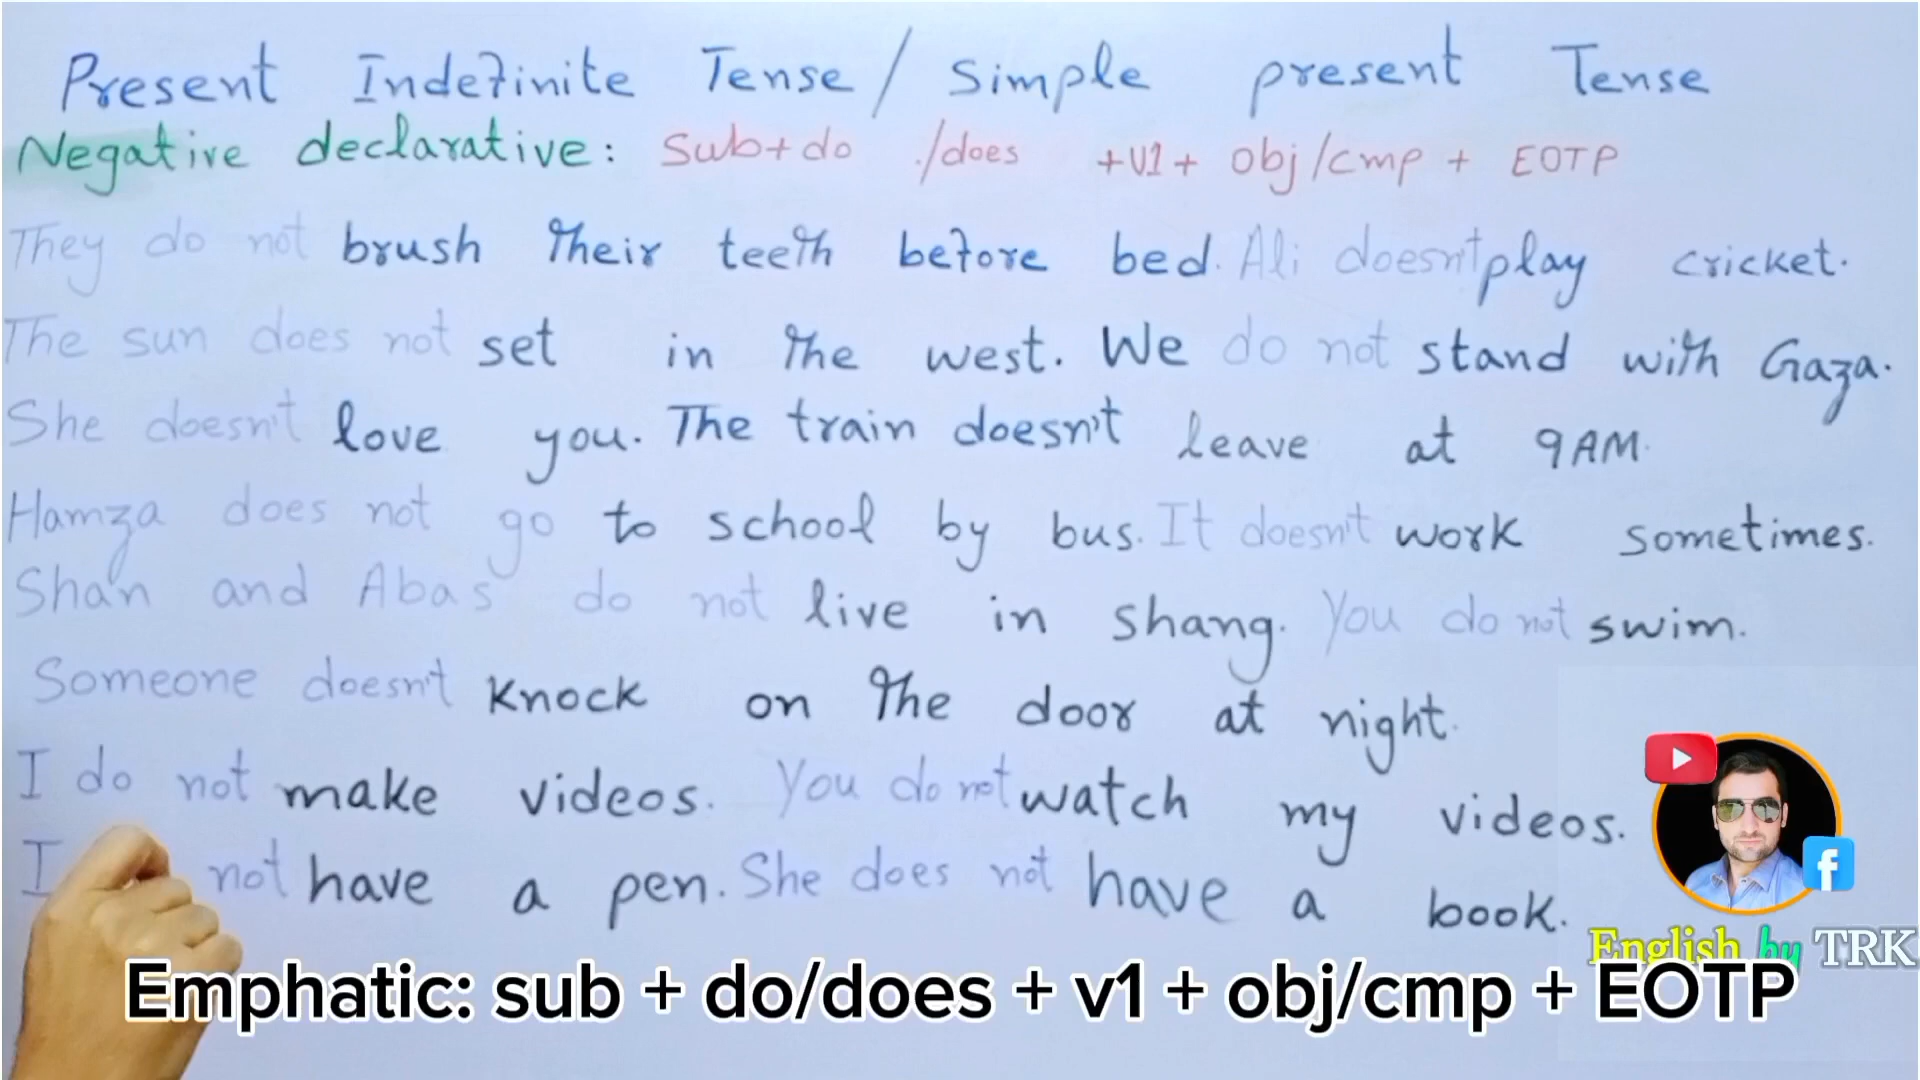 Present Indefinite Tense / Simple present Tense
Negative declarative: Sub + do ./does + V1 + obj/cmp + EOTP
They do not brush their teeth before bed. Ali doesn't play cricket.
The sun does not set in the west. We do not stand with Gaza.
She doesn't love you. The train doesn't leave at 9AM.
Hamza does not go to school by bus. It doesn't work sometimes.
Shan and Abas do not live in shang. You do not swim.
Someone doesn't knock on the door at night.
I do not make videos. You do not watch my videos.
I not have a pen. She does not have a book.
English by TRK
Emphatic: sub + do/does + v1 + obj/cmp + EOTP